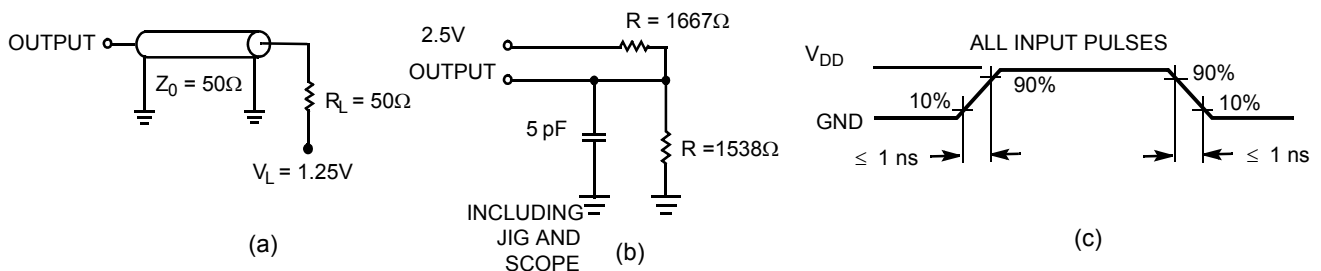 OUTPUT
Z0 = 50Ω
RL = 50Ω
VL = 1.25V
(a)
R = 1667Ω
2.5V
OUTPUT
5 pF
R =1538Ω
INCLUDING
JIG AND
SCOPE
(b)
ALL INPUT PULSES
VDD
GND
10%
90%
90%
10%
≤ 1 ns
≤ 1 ns
(c)